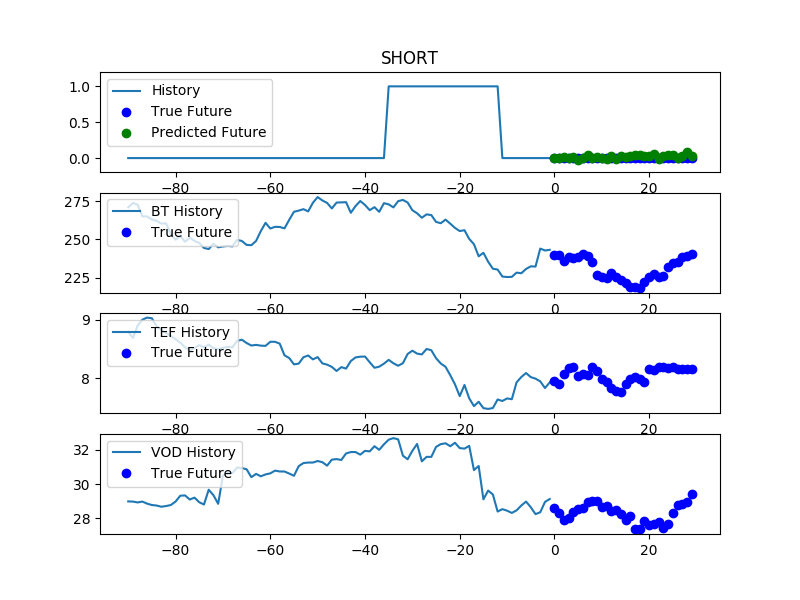 SHORT
1.0
0.5
0.0
History
True Future
Predicted Future
−80 −60 −40 −20 0 20
275
250
225
BT History
True Future
−80 −60 −40 −20 0 20
9
8
TEF History
True Future
−80 −60 −40 −20 0 20
32
30
28
VOD History
True Future
−80 −60 −40 −20 0 20